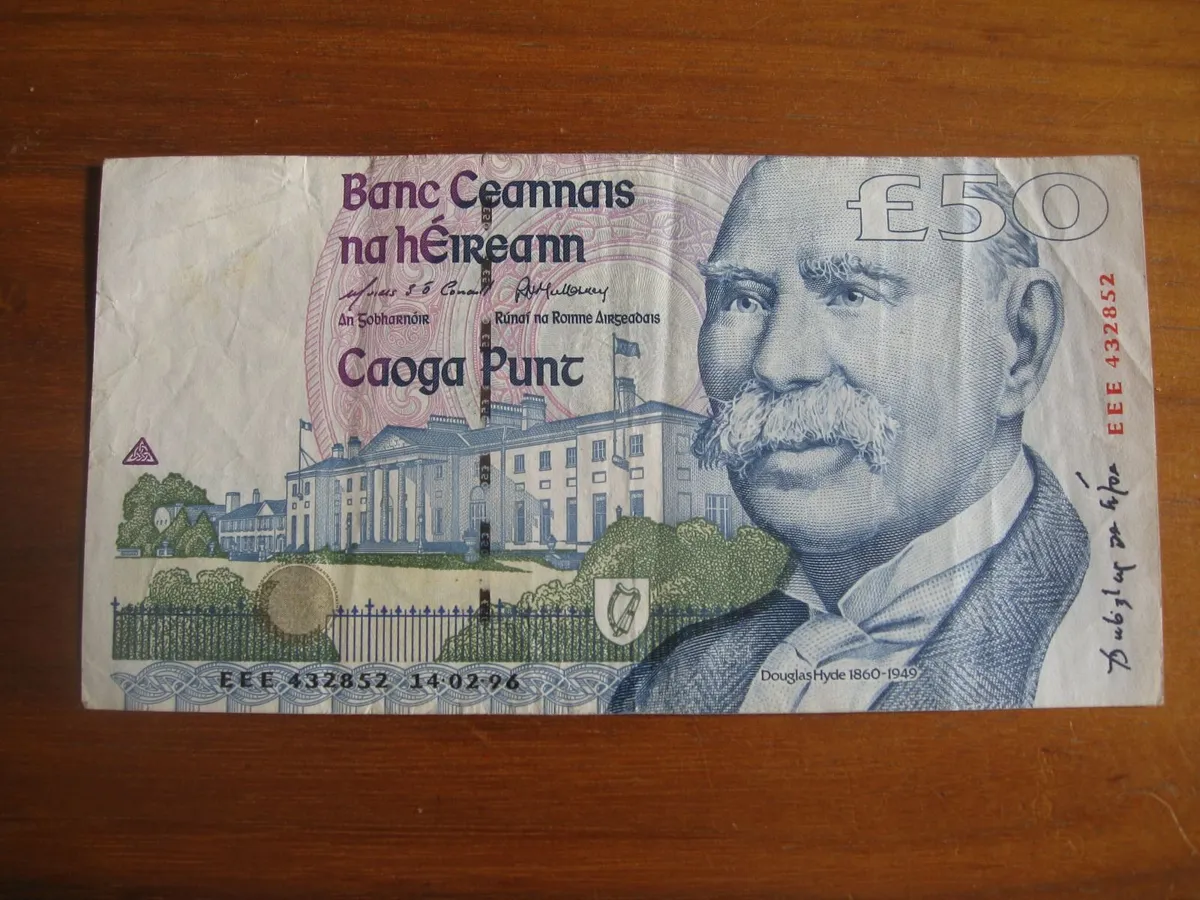 Banc Ceannais
na hÉireann
£50
An Gobharnóir
Rúnaí na Roinne Airgeadais
Caoga Punt
EEE 432852
EEE 432852 14·02·96
Douglas Hyde 1860-1949